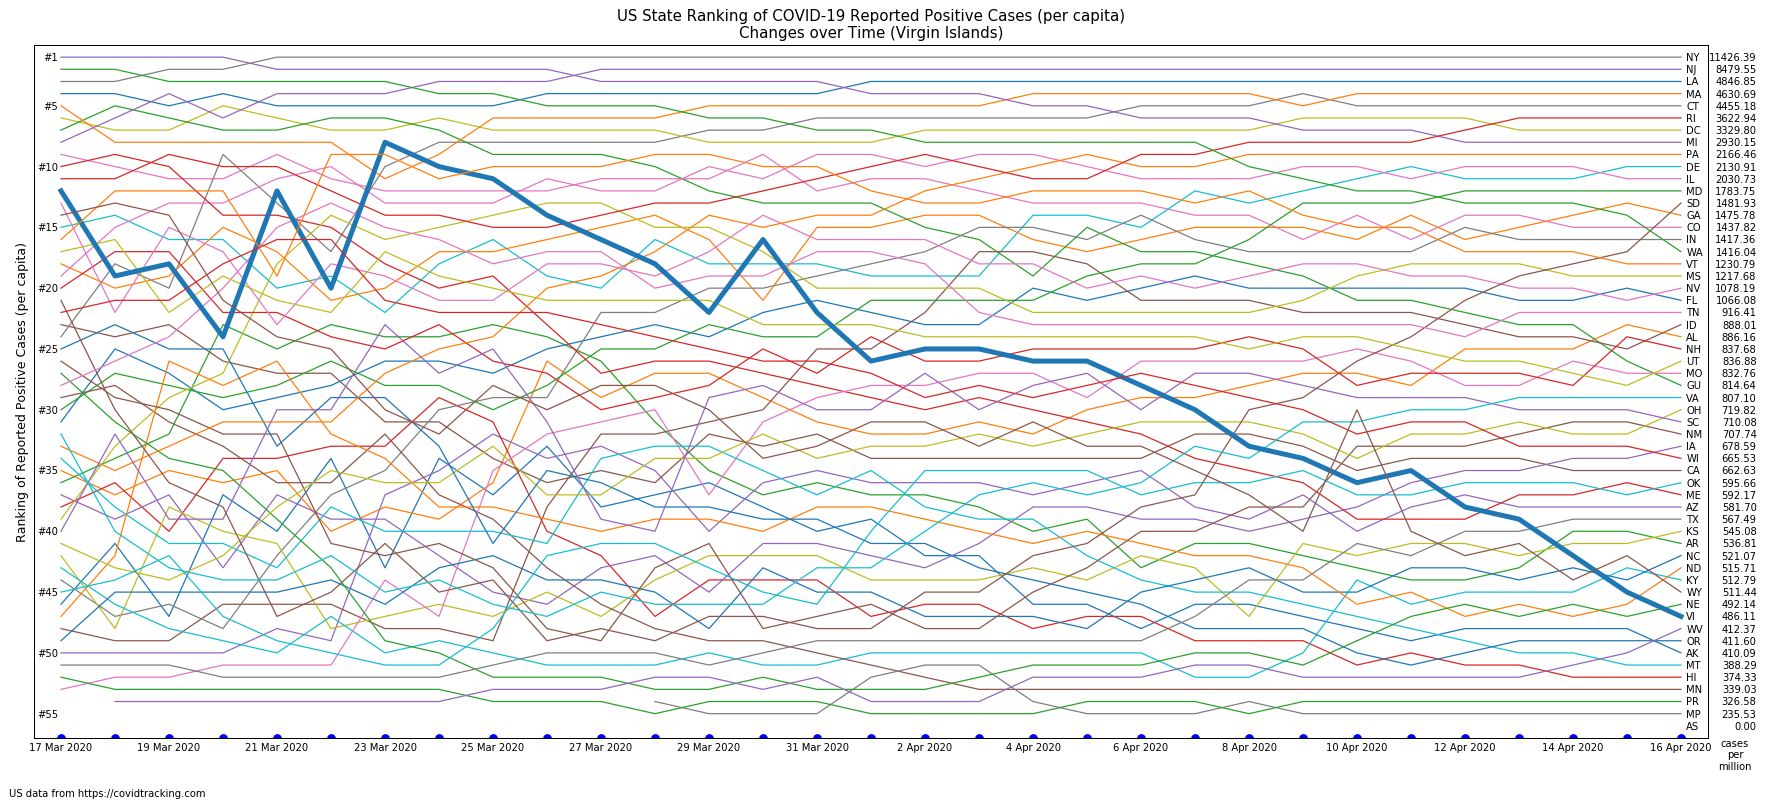 US State Ranking of COVID-19 Reported Positive Cases (per capita)
Changes over Time (Virgin Islands)
Ranking of Reported Positive Cases (per capita)
#1
#5
#10
#15
#20
#25
#30
#35
#40
#45
#50
#55
NY 11426.39
NJ 8479.55
LA 4846.85
MA 4630.69
CT 4455.18
RI 3622.94
DC 3329.80
MI 2930.15
PA 2166.46
DE 2130.91
IL 2030.73
MD 1783.75
SD 1481.93
GA 1475.78
CO 1437.82
IN 1417.36
WA 1416.04
VT 1230.79
MS 1217.68
NV 1078.19
FL 1066.08
TN 916.41
ID 888.01
AL 886.16
NH 837.68
UT 836.88
MO 832.76
GU 814.64
VA 807.10
OH 719.82
SC 710.08
NM 707.74
IA 678.59
WI 665.53
CA 662.63
OK 595.66
ME 592.17
AZ 581.70
TX 567.49
KS 545.08
AR 536.81
NC 521.07
ND 515.71
KY 512.79
WY 511.44
NE 492.14
VI 486.11
WV 412.37
OR 411.60
AK 410.09
MT 388.29
HI 374.33
MN 339.03
PR 326.58
MP 235.53
AS 0.00
17 Mar 2020 19 Mar 2020 21 Mar 2020 23 Mar 2020 25 Mar 2020 27 Mar 2020 29 Mar 2020 31 Mar 2020 2 Apr 2020 4 Apr 2020 6 Apr 2020 8 Apr 2020 10 Apr 2020 12 Apr 2020 14 Apr 2020 16 Apr 2020
cases
per
million
US data from https://covidtracking.com